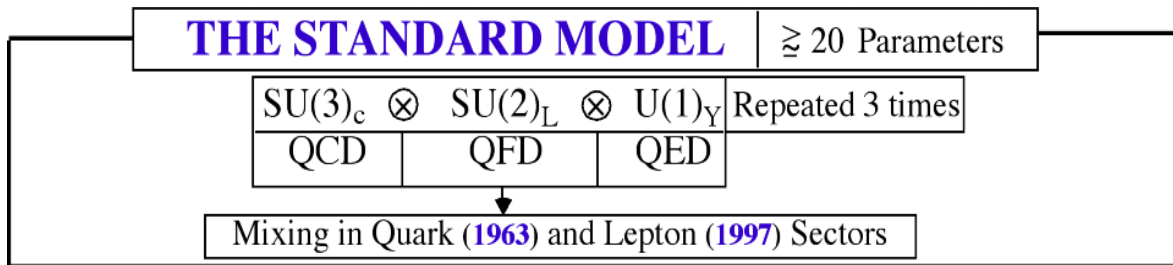 THE STANDARD MODEL ≳ 20 Parameters
SU(3)c ⊗ SU(2)L ⊗ U(1)Y Repeated 3 times
QCD QFD QED
Mixing in Quark (1963) and Lepton (1997) Sectors